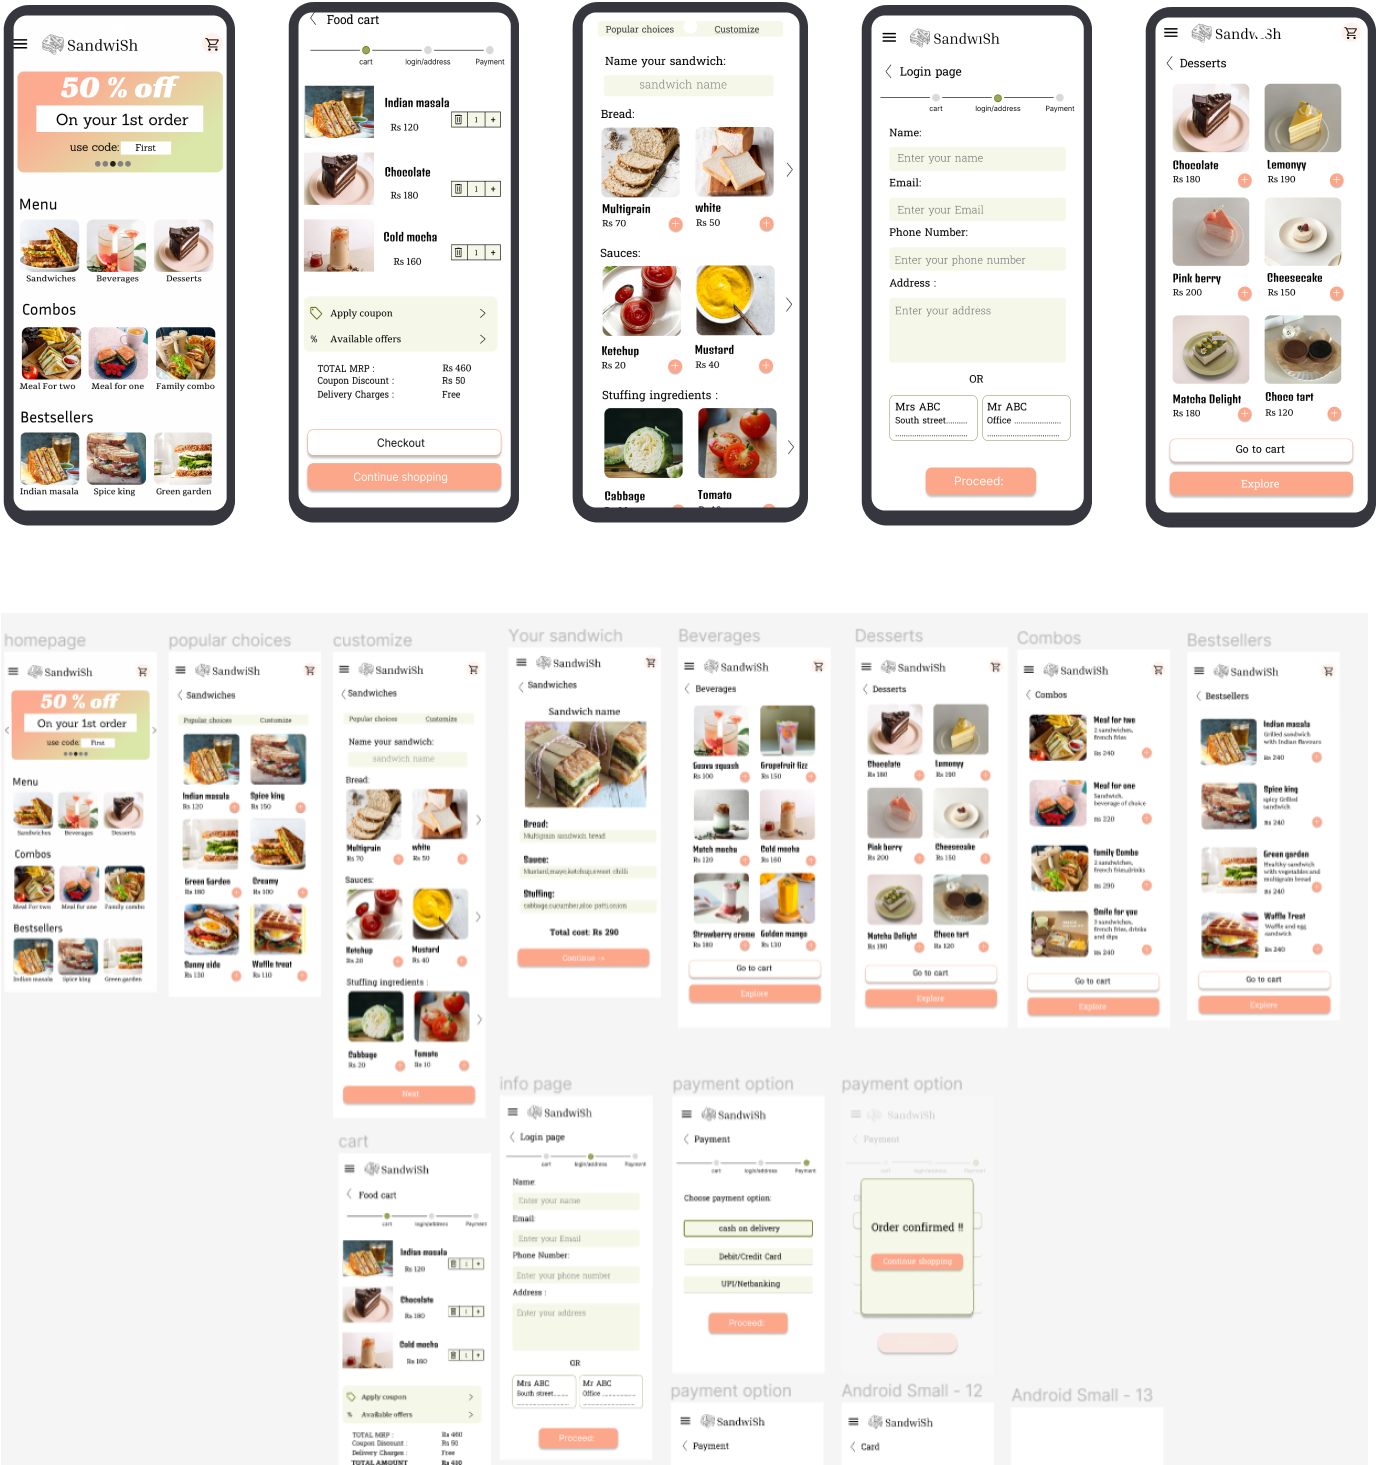 SandwiSh
50 % off
On your 1st order
use code: First
Menu
Sandwiches Beverages Desserts
Combos
Meal For two Meal for one Family combo
Bestsellers
Indian masala Spice king Green garden
Food cart
cart login/address Payment
Indian masala
Rs 120
1 +
Chocolate
Rs 180
1 +
Cold mocha
Rs 160
1 +
Apply coupon
% Available offers
TOTAL MRP : Rs 460
Coupon Discount : Rs 50
Delivery Charges : Free
Checkout
Continue shopping
Popular choices Customize
Name your sandwich:
sandwich name
Bread:
Multigrain white
Rs 70 + Rs 50 +
Sauces:
Ketchup Mustard
Rs 20 + Rs 40 +
Stuffing ingredients :
Cabbage Tomato
SandwiSh
Login page
cart login/address Payment
Name:
Enter your name
Email:
Enter your Email
Phone Number:
Enter your phone number
Address :
Enter your address
OR
Mrs ABC Mr ABC
South street......... Office .....................
Proceed:
Desserts
Chocolate Lemonyy
Rs 180 + Rs 190 +
Pink berry Cheesecake
Rs 200 + Rs 150 +
Matcha Delight Choco tart
Rs 180 + Rs 120 +
Go to cart
Explore
homepage
SandwiSh
50 % off
On your 1st order
use code: First
Menu
Sandwiches Beverages Desserts
Combos
Meal For two Meal for one Family combo
Bestsellers
Indian masala Spice king Green garden
popular choices
SandwiSh
Sandwiches
Popular choices Customize
Indian masala Spice king
Rs 120 Rs 150
Green Garden Creamy
Rs 180 Rs 100
Sunny side Waffle treat
Rs 130 Rs 110
customize
SandwiSh
Sandwiches
Popular choices Customize
Name your sandwich:
sandwich name
Bread:
Multigrain white
Rs 70 Rs 50
Sauces:
Ketchup Mustard
Rs 20 Rs 40
Stuffing ingredients :
Cabbage Tomato
Rs 20 Rs 10
Next
Your sandwich
SandwiSh
Sandwiches
Sandwich name
Bread:
Multigrain sandwich bread
Sauce:
Mustard,mayo,ketchup,sweet chilli
Stuffing:
cabbage,cucumber,aloo patti,onion
Total cost: Rs 290
Continue ->
Beverages
SandwiSh
Beverages
Guava squash Grapefruit fizz
Rs 100 Rs 150
Match mocha Cold mocha
Rs 120 Rs 160
Strawberry creme Golden mango
Rs 180 Rs 130
Go to cart
Explore
Desserts
SandwiSh
Desserts
Chocolate Lemonyy
Rs 180 Rs 190
Pink berry Cheesecake
Rs 200 Rs 150
Matcha Delight Choco tart
Rs 180 Rs 120
Go to cart
Explore
Combos
SandwiSh
Combos
Meal for two
2 sandwiches,
french fries
Rs 240
Meal for one
Sandwich,
beverage of choice
Rs 220
family Combo
2 sandwiches,
french fries,drinks
Rs 290
Smile for you
3 sandwiches,
french fries, drinks
and dips
Rs 240
Go to cart
Explore
Bestsellers
SandwiSh
Bestsellers
Indian masala
Grilled sandwich
with Indian flavours
Rs 240
Spice king
spicy Grilled
sandwich
Rs 240
Green garden
Healthy sandwich
with vegetables and
multigrain bread
Rs 240
Waffle Treat
Waffle and egg
sandwich
Rs 240
Go to cart
Explore
cart
SandwiSh
Food cart
cart login/address Payment
Indian masala
Rs 120
1 +
Chocolate
Rs 180
1 +
Cold mocha
Rs 160
1 +
Apply coupon
% Available offers
TOTAL MRP : Rs 460
Coupon Discount : Rs 50
Delivery Charges : Free
TOTAL AMOUNT Rs 410
info page
SandwiSh
Login page
cart login/address Payment
Name:
Enter your name
Email:
Enter your Email
Phone Number:
Enter your phone number
Address :
Enter your address
OR
Mrs ABC Mr ABC
South street......... Office .....................
Proceed:
payment option
SandwiSh
Payment
cart login/address Payment
Choose payment option:
cash on delivery
Debit/Credit Card
UPI/Netbanking
Proceed:
payment option
SandwiSh
Payment
cart login/address Payment
Order confirmed !!
Continue shopping
payment option
SandwiSh
Payment
Android Small - 12
SandwiSh
Card
Android Small - 13